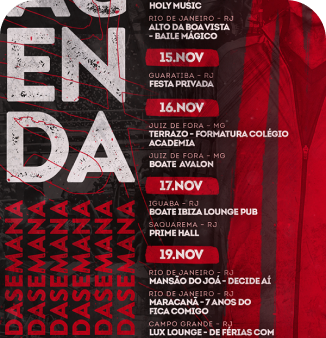 AGENDA
DASEMANA
DASEMANA
DASEMANA
DASEMANA
DASEMANA
DASEMANA
HOLY MUSIC
RIO DE JANEIRO - RJ
ALTO DA BOA VISTA
- BAILE MÁGICO
15.NOV
GUARATIBA - RJ
FESTA PRIVADA
16.NOV
JUIZ DE FORA - MG
TERRAZO - FORMATURA COLÉGIO
ACADEMIA
JUIZ DE FORA - MG
BOATE AVALON
17.NOV
IGUABA - RJ
BOATE IBIZA LOUNGE PUB
SAQUAREMA - RJ
PRIME HALL
19.NOV
RIO DE JANEIRO - RJ
MANSÃO DO JOÁ - DECIDE AÍ
RIO DE JANEIRO - RJ
MARACANÃ - 7 ANOS DO
FICA COMIGO
CAMPO GRANDE - RJ
LUX LOUNGE - DE FÉRIAS COM